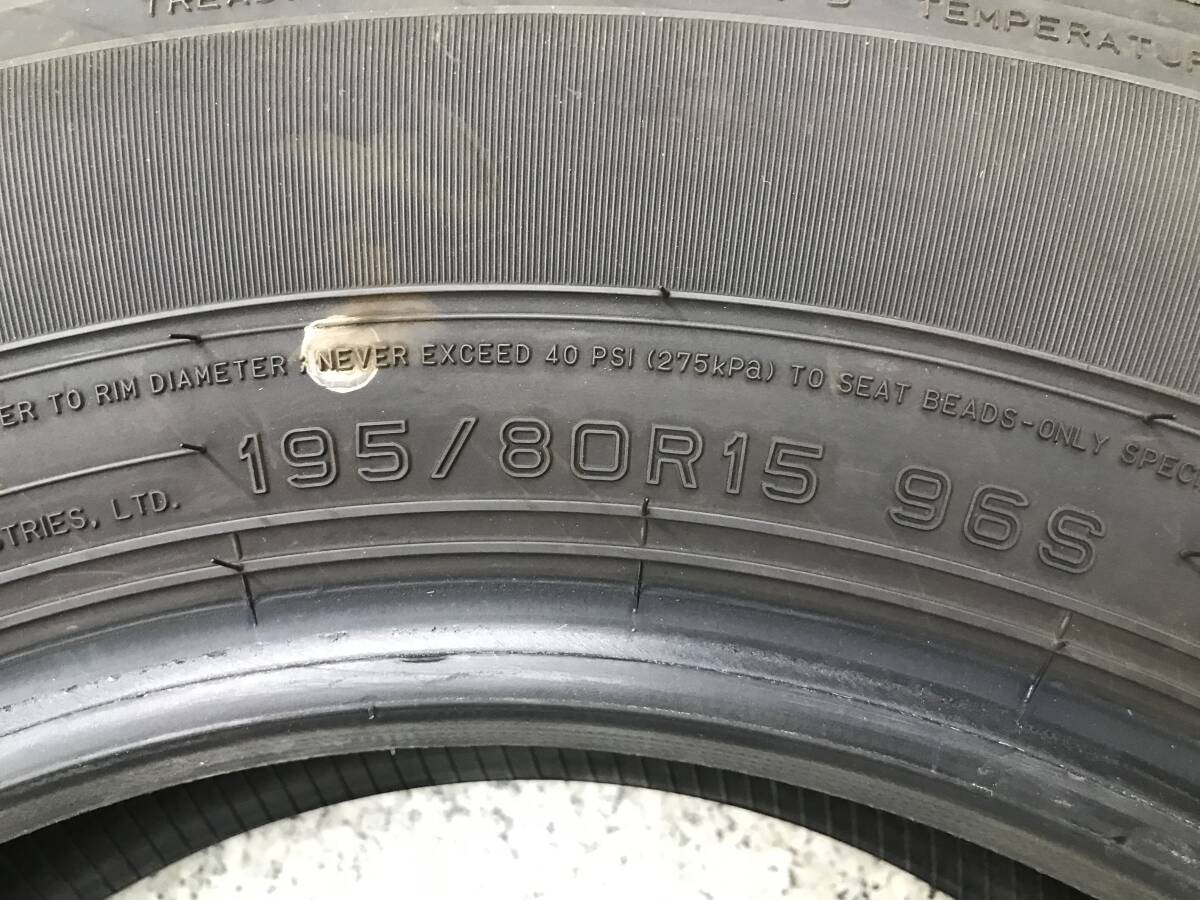 TEMPERATURE
ER TO RIM DIAMETER ; NEVER EXCEED 40 PSI (275kPa) TO SEAT BEADS-ONLY SPEC
195/80R15 96S
STRIES, LTD.